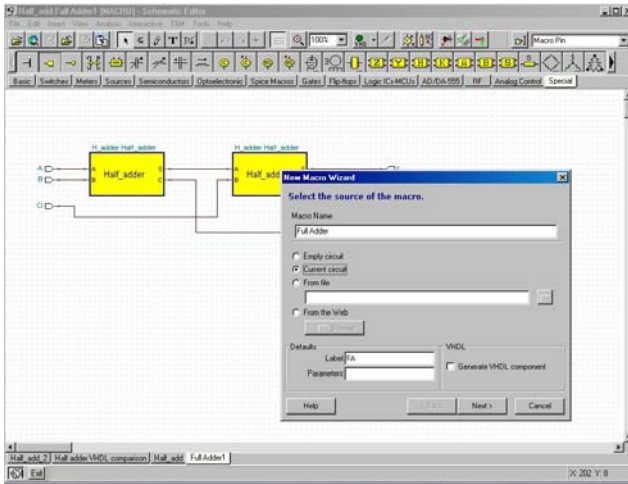 Half_add:Full Adder1 [MACRO] - Schematic Editor
File Edit Insert View Analysis Interactive T&M Tools Help
100%
Macro Pin
Basic Switches Meters Sources Semiconductors Optoelectronic Spice Macros Gates Flip-flops Logic ICs-MCUs AD/DA-555 RF Analog Control Special
H_adder Half_adder
H_adder Half_adder
A
B
A
B
Half_adder
S
C
A
B
Half_add
New Macro Wizard
Select the source of the macro.
Macro Name
Full Adder
Empty circuit
Current circuit
From file
From the Web
Browse
Defaults
Label: FA
Parameters:
VHDL
Generate VHDL component
Help
< Back
Next >
Cancel
Half_add_2 Half adder VHDL comparison Half_add Full Adder1
Exit
X: 202 Y: 8